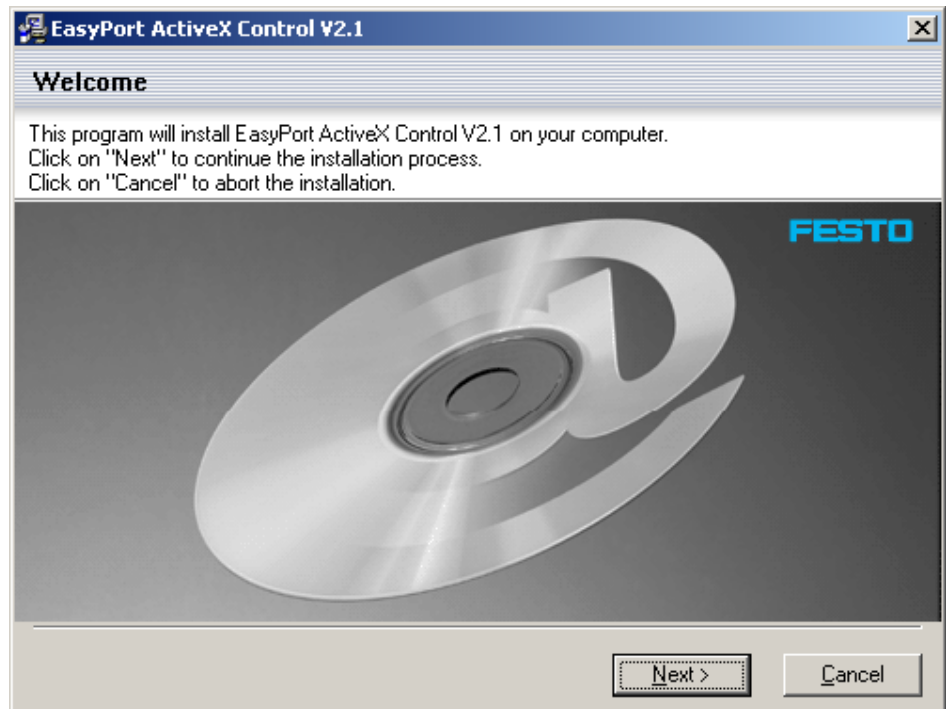 EasyPort ActiveX Control V2.1
Welcome
This program will install EasyPort ActiveX Control V2.1 on your computer.
Click on "Next" to continue the installation process.
Click on "Cancel" to abort the installation.
FESTO
Next >
Cancel